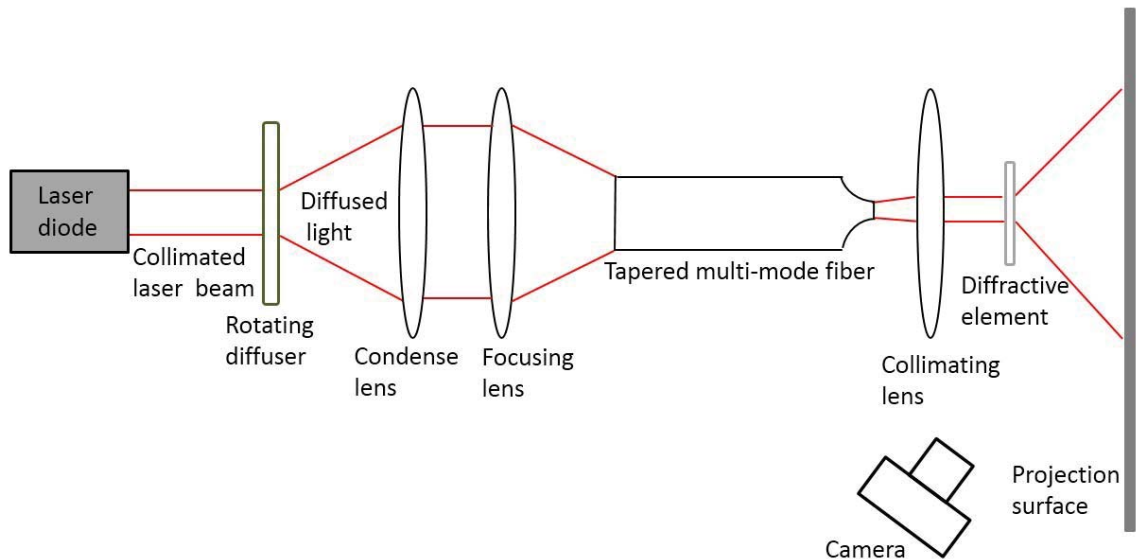 Laser
diode
Collimated
laser beam
Rotating
diffuser
Diffused
light
Condense
lens
Focusing
lens
Tapered multi-mode fiber
Collimating
lens
Diffractive
element
Camera
Projection
surface